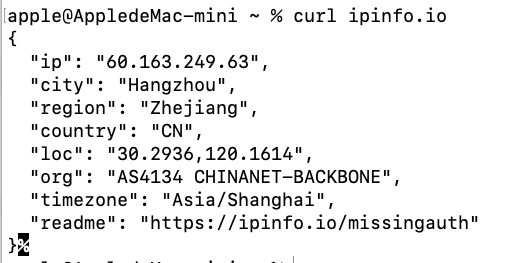 apple@AppledeMac-mini ~ % curl ipinfo.io
{
  "ip": "60.163.249.63",
  "city": "Hangzhou",
  "region": "Zhejiang",
  "country": "CN",
  "loc": "30.2936,120.1614",
  "org": "AS4134 CHINANET-BACKBONE",
  "timezone": "Asia/Shanghai",
  "readme": "https://ipinfo.io/missingauth"
}%